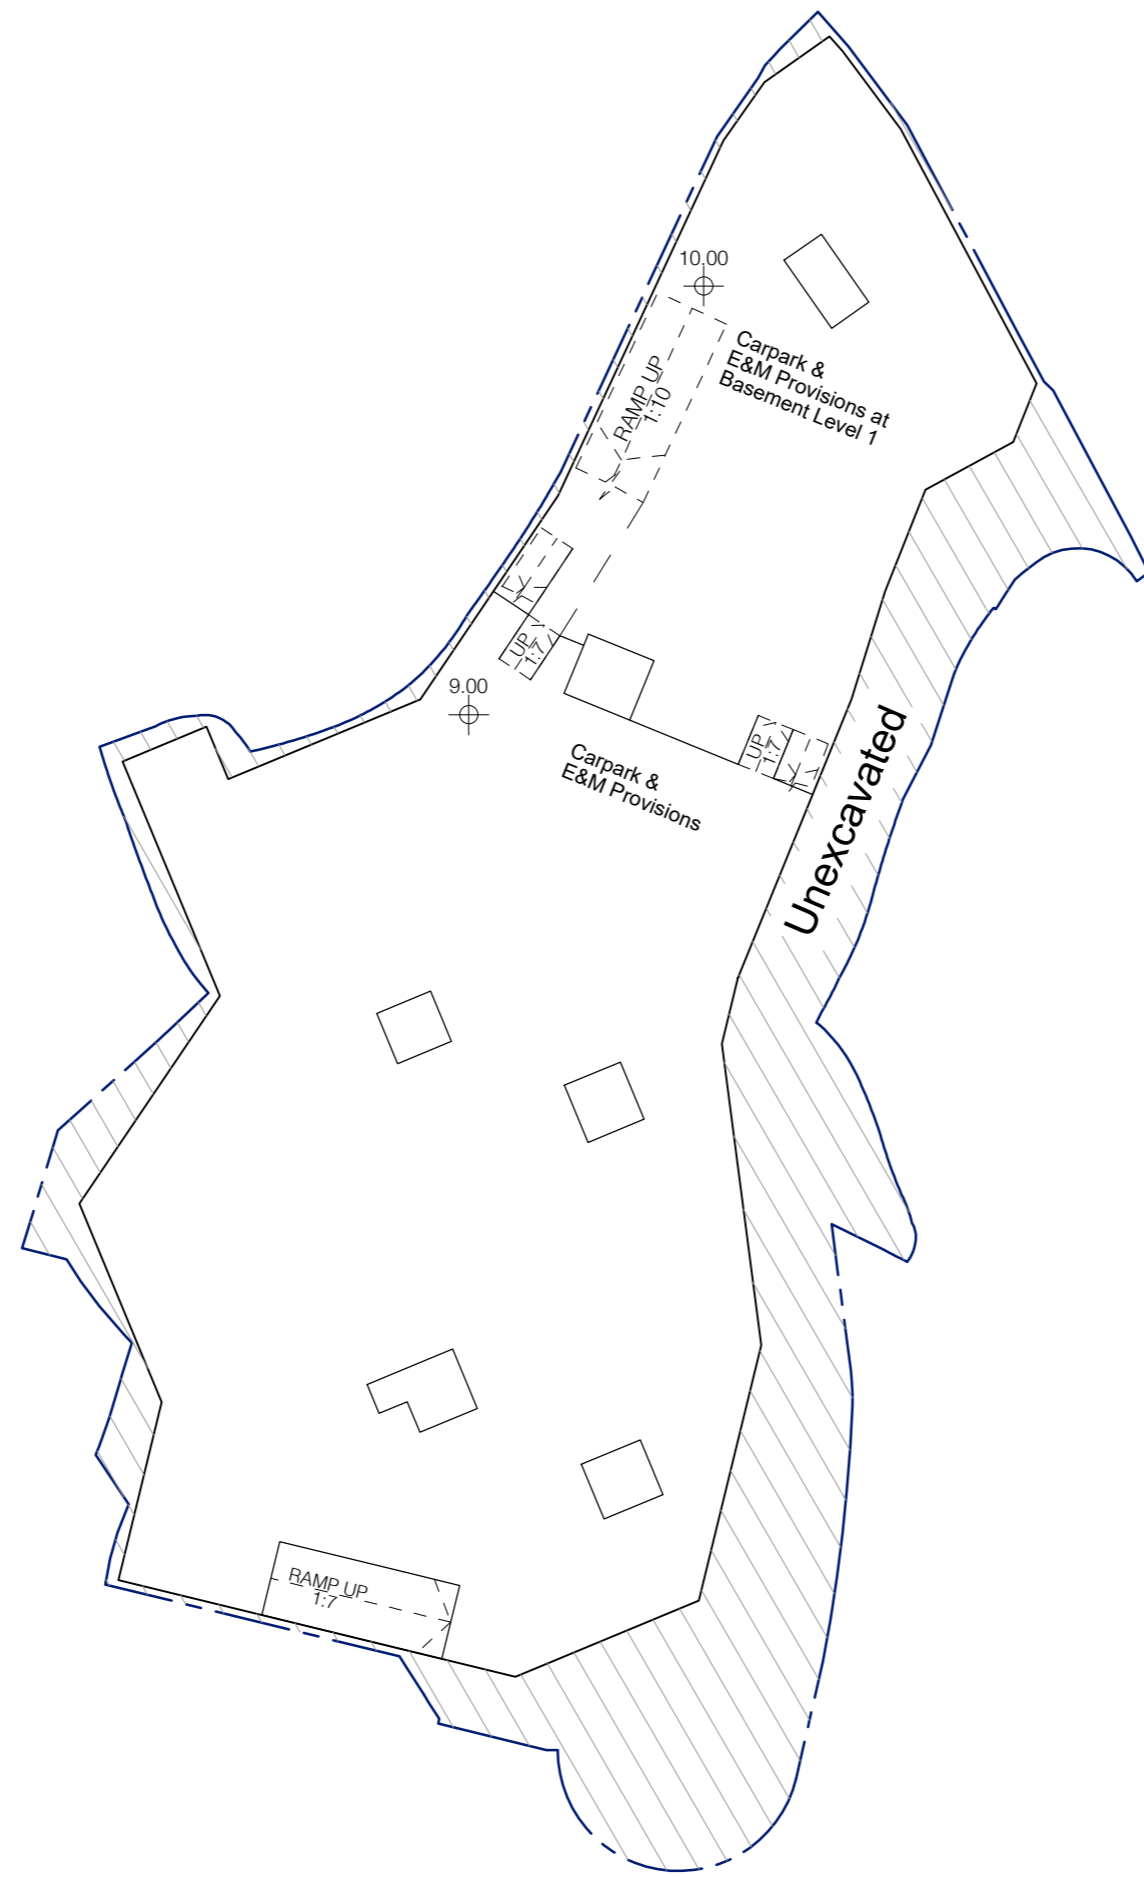 10.00
RAMP UP
1:10
Carpark &
E&M Provisions at
Basement Level 1
UP
1:7
9.00
UP
1:7
Carpark &
E&M Provisions
Unexcavated
RAMP UP
1:7